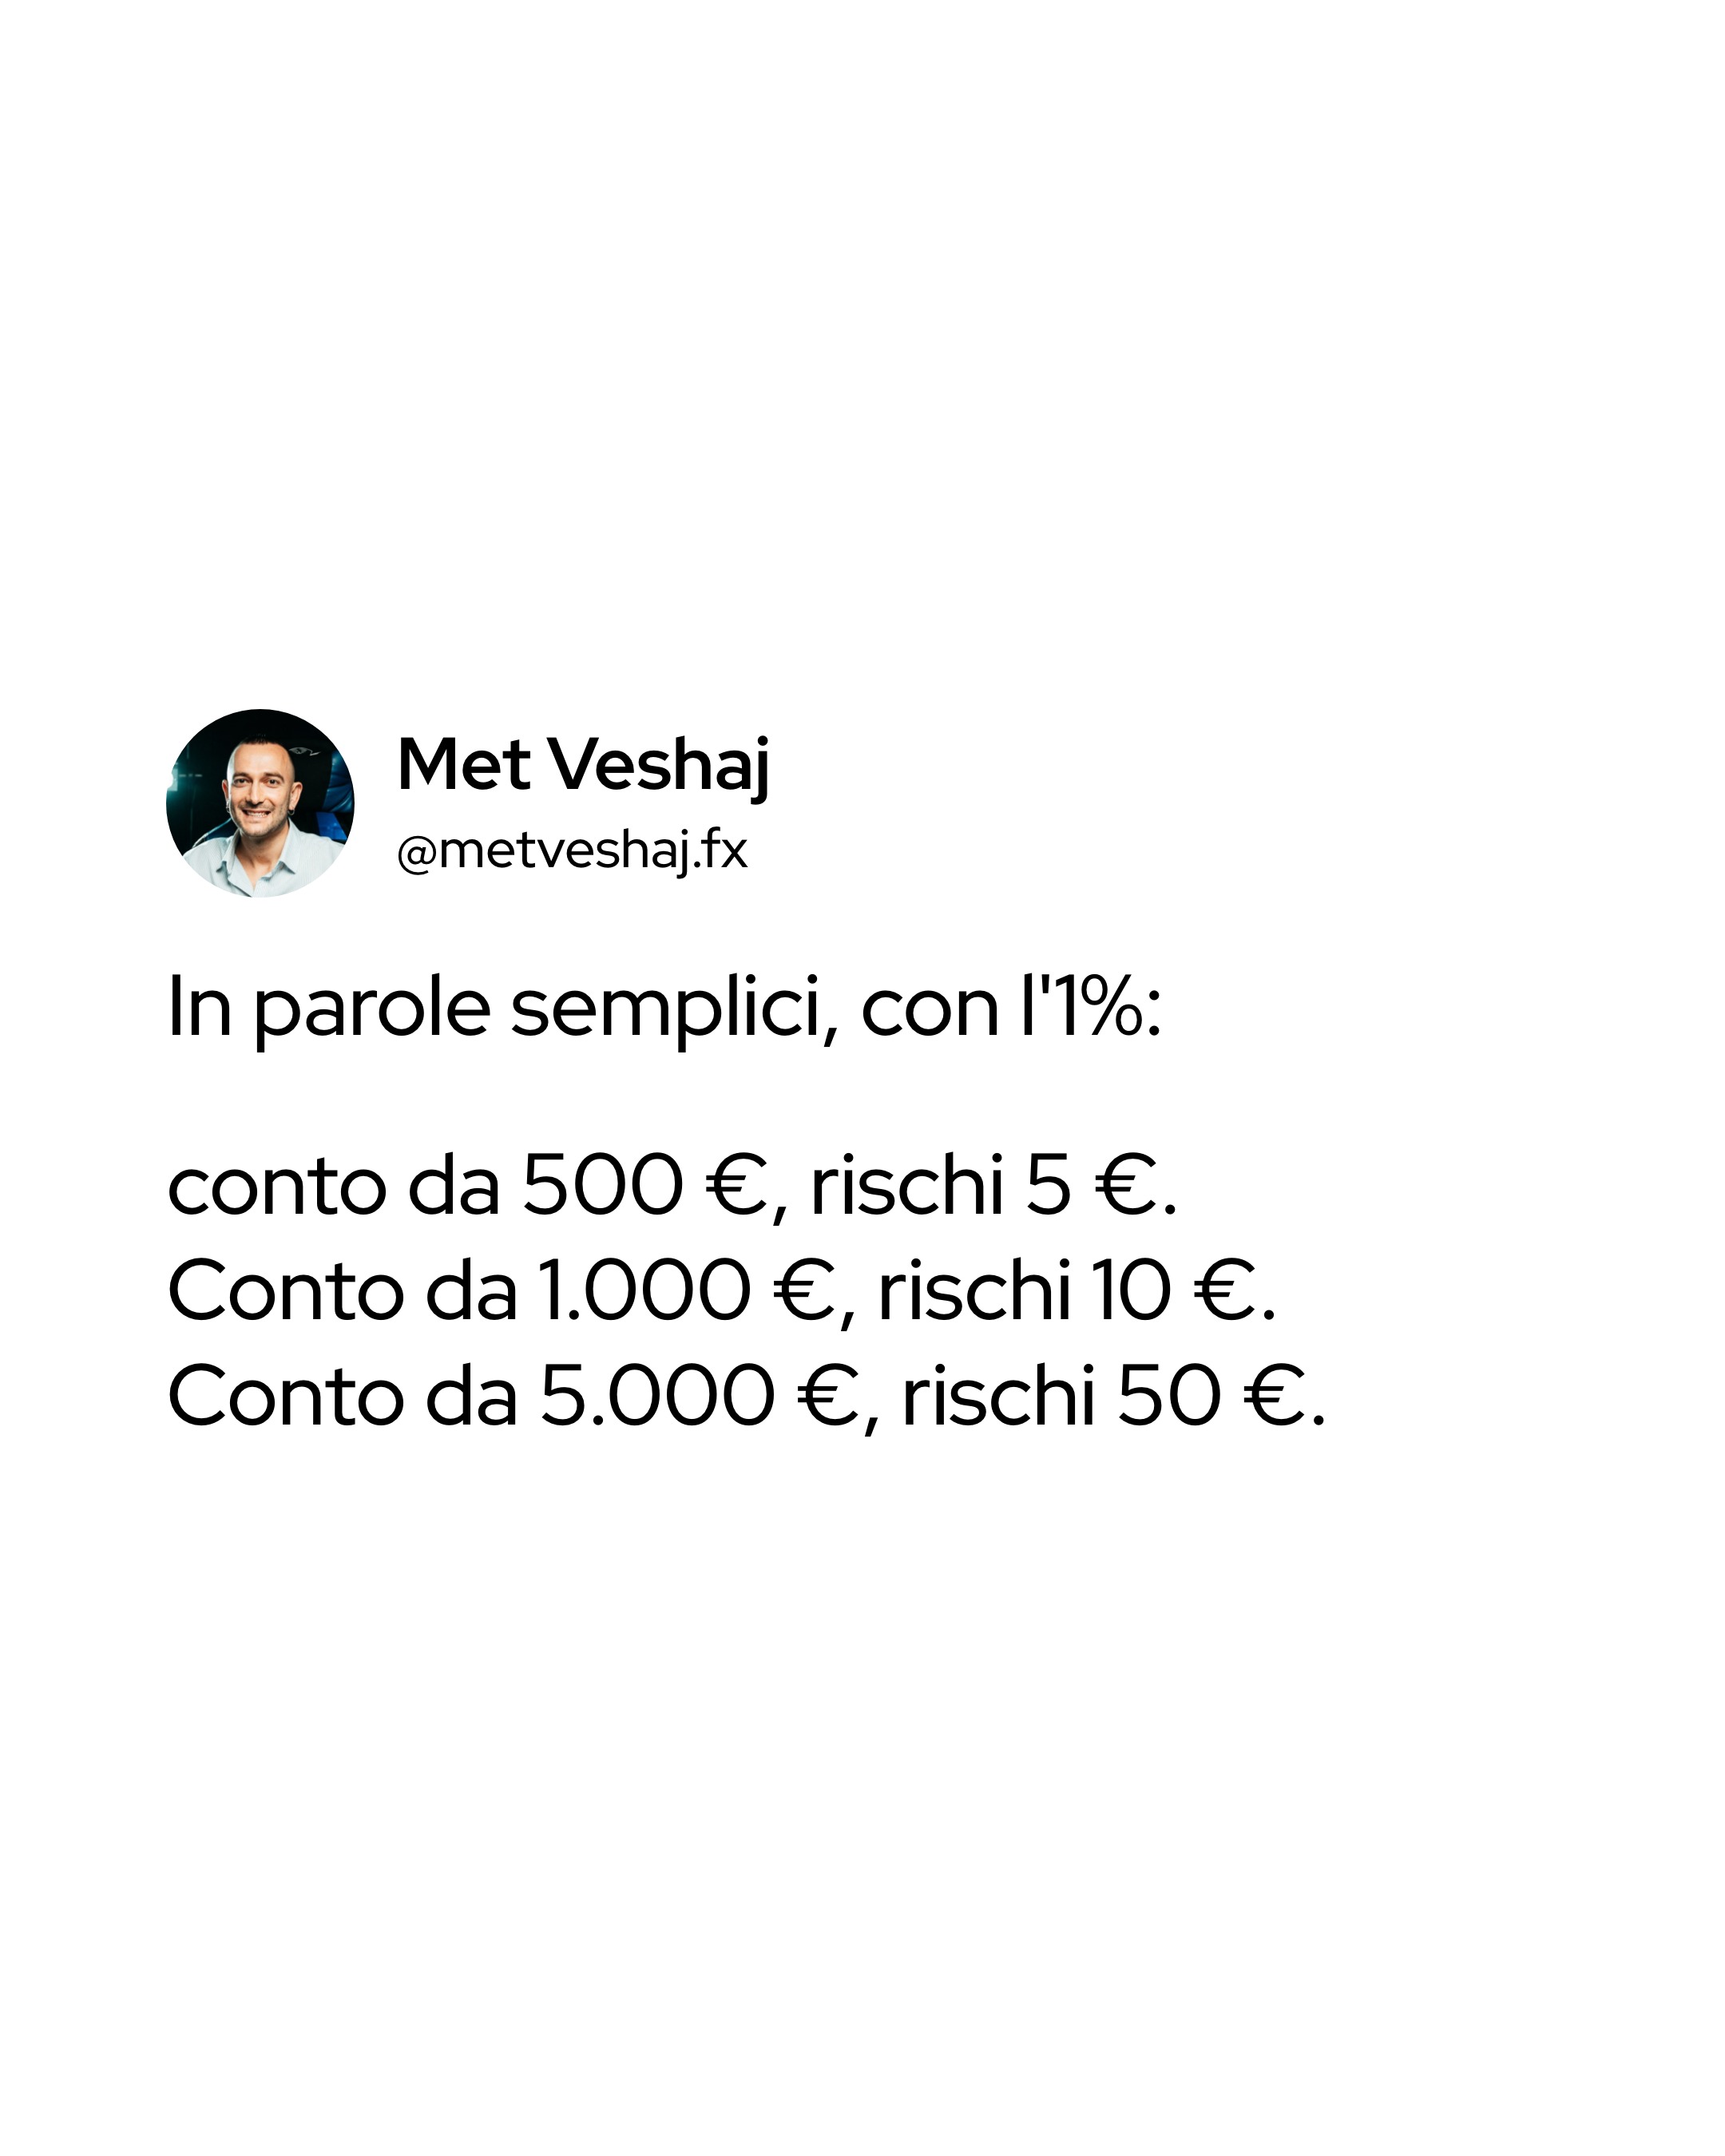 Met Veshaj
@metveshaj.fx
In parole semplici, con l'1%:
conto da 500 €, rischi 5 €.
Conto da 1.000 €, rischi 10 €.
Conto da 5.000 €, rischi 50 €.